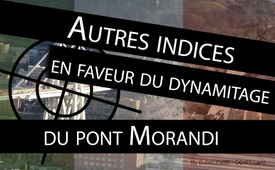 AUTRES INDICES
EN FAVEUR DU DYNAMITAGE
DU PONT MORANDI